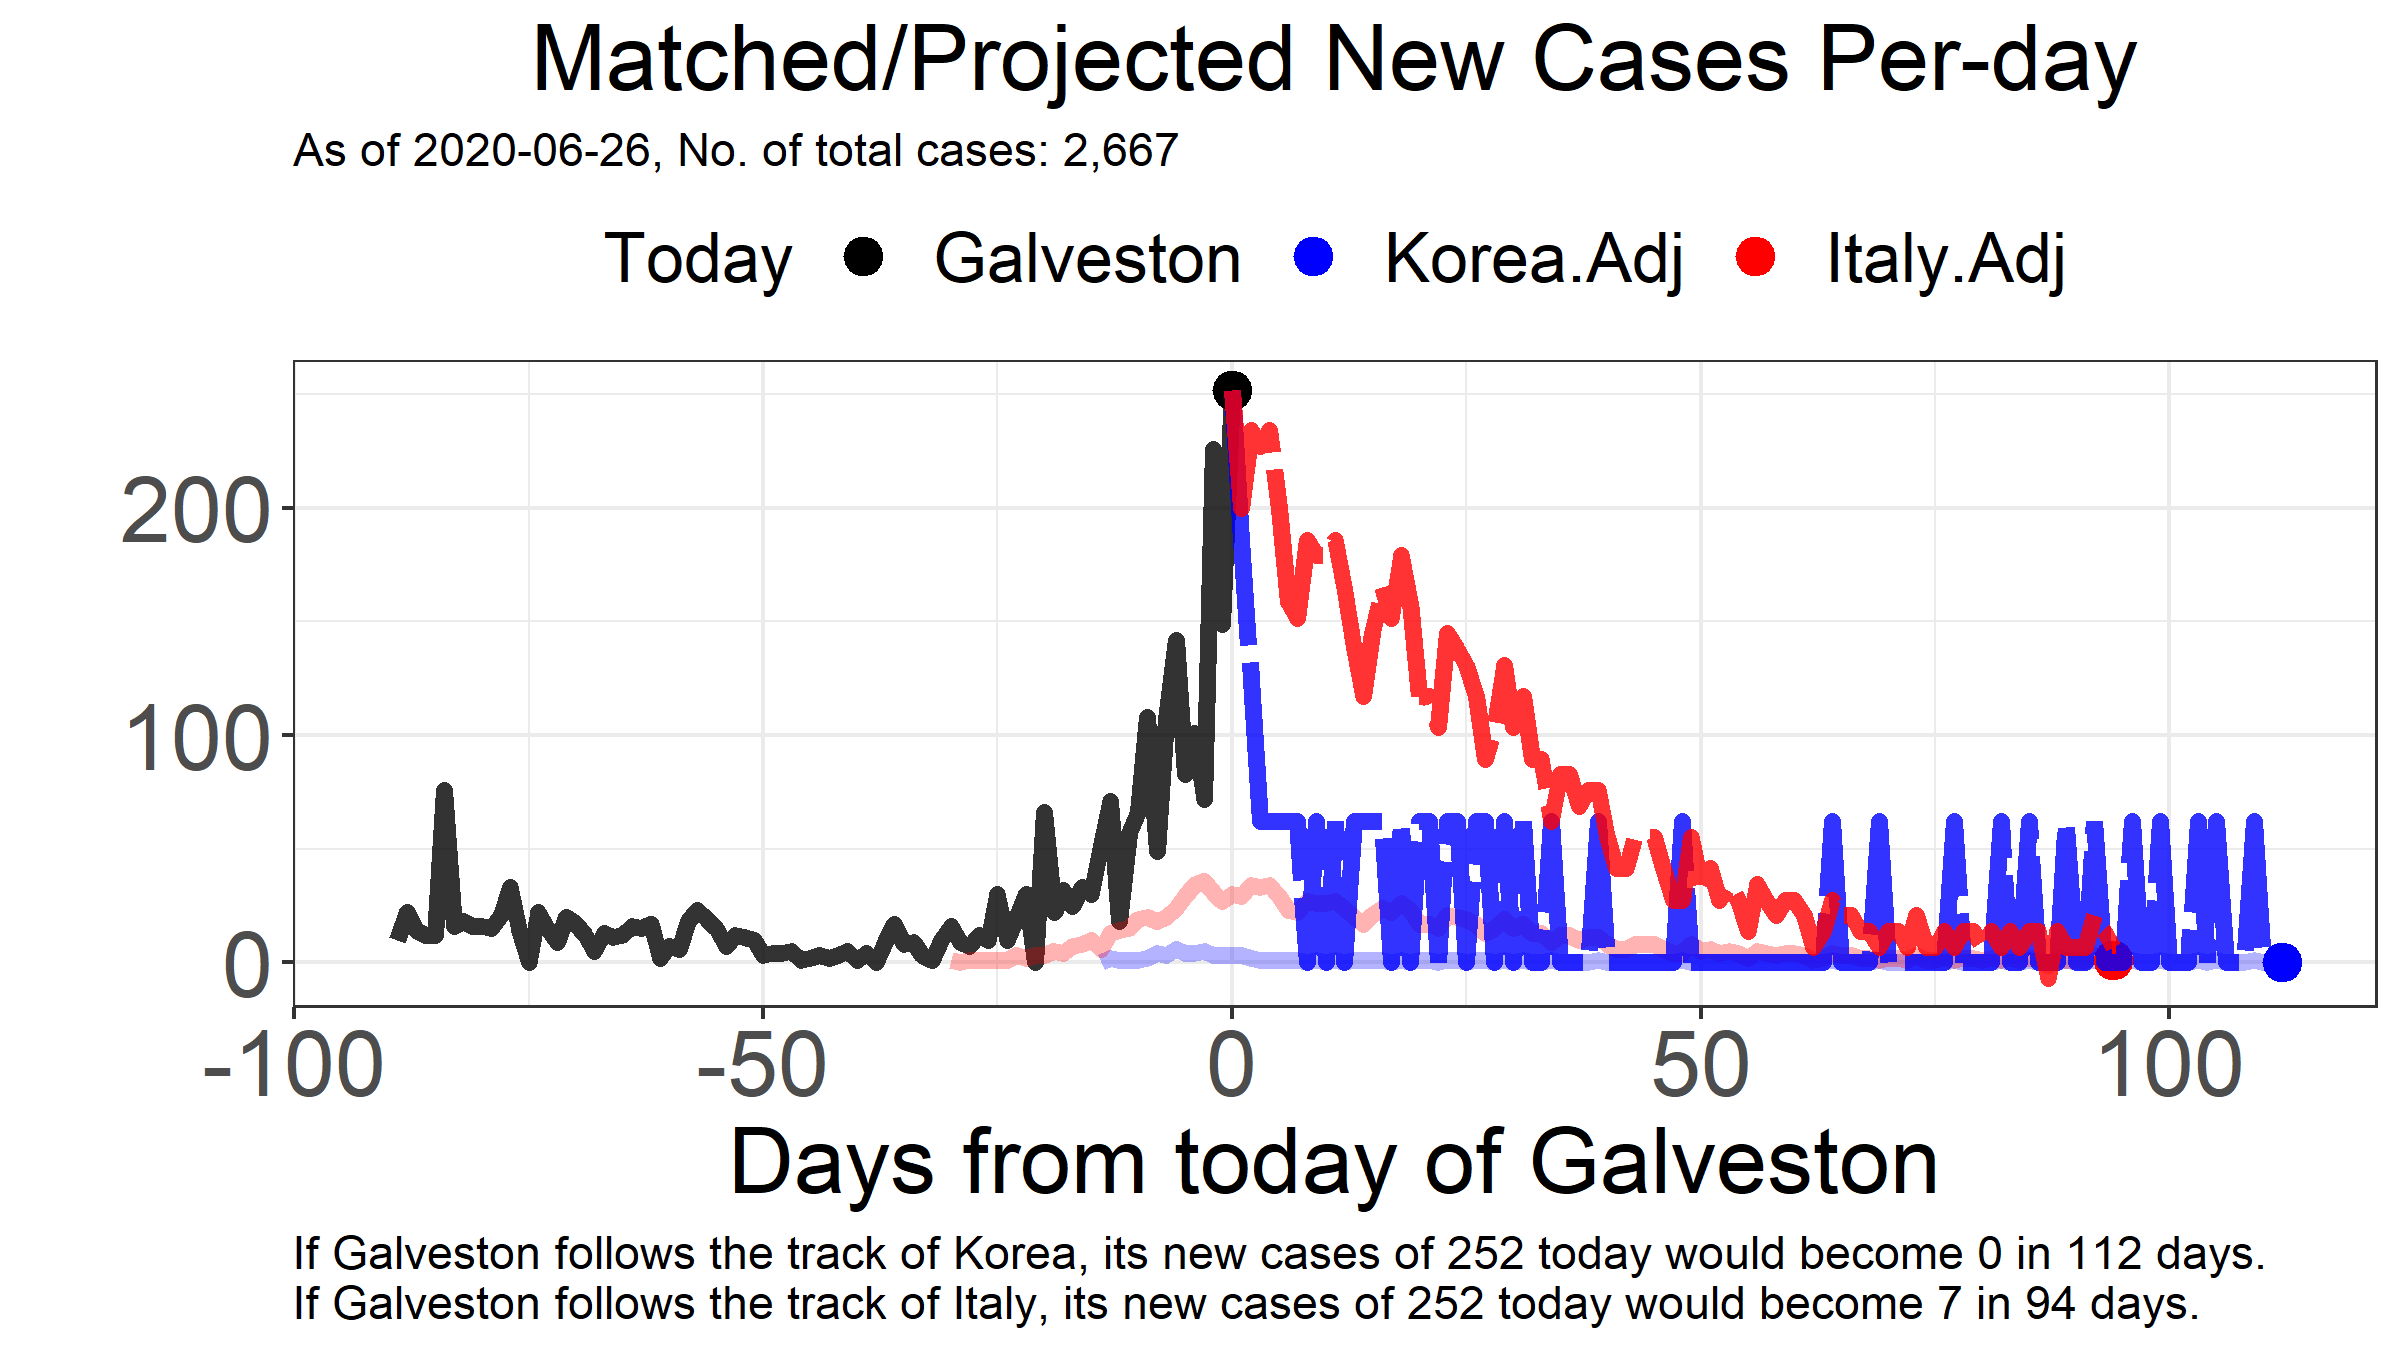 Matched/Projected New Cases Per-day
As of 2020-06-26, No. of total cases: 2,667
Today Galveston Korea.Adj Italy.Adj
200
100
0
-100 -50 0 50 100
Days from today of Galveston
If Galveston follows the track of Korea, its new cases of 252 today would become 0 in 112 days.
If Galveston follows the track of Italy, its new cases of 252 today would become 7 in 94 days.